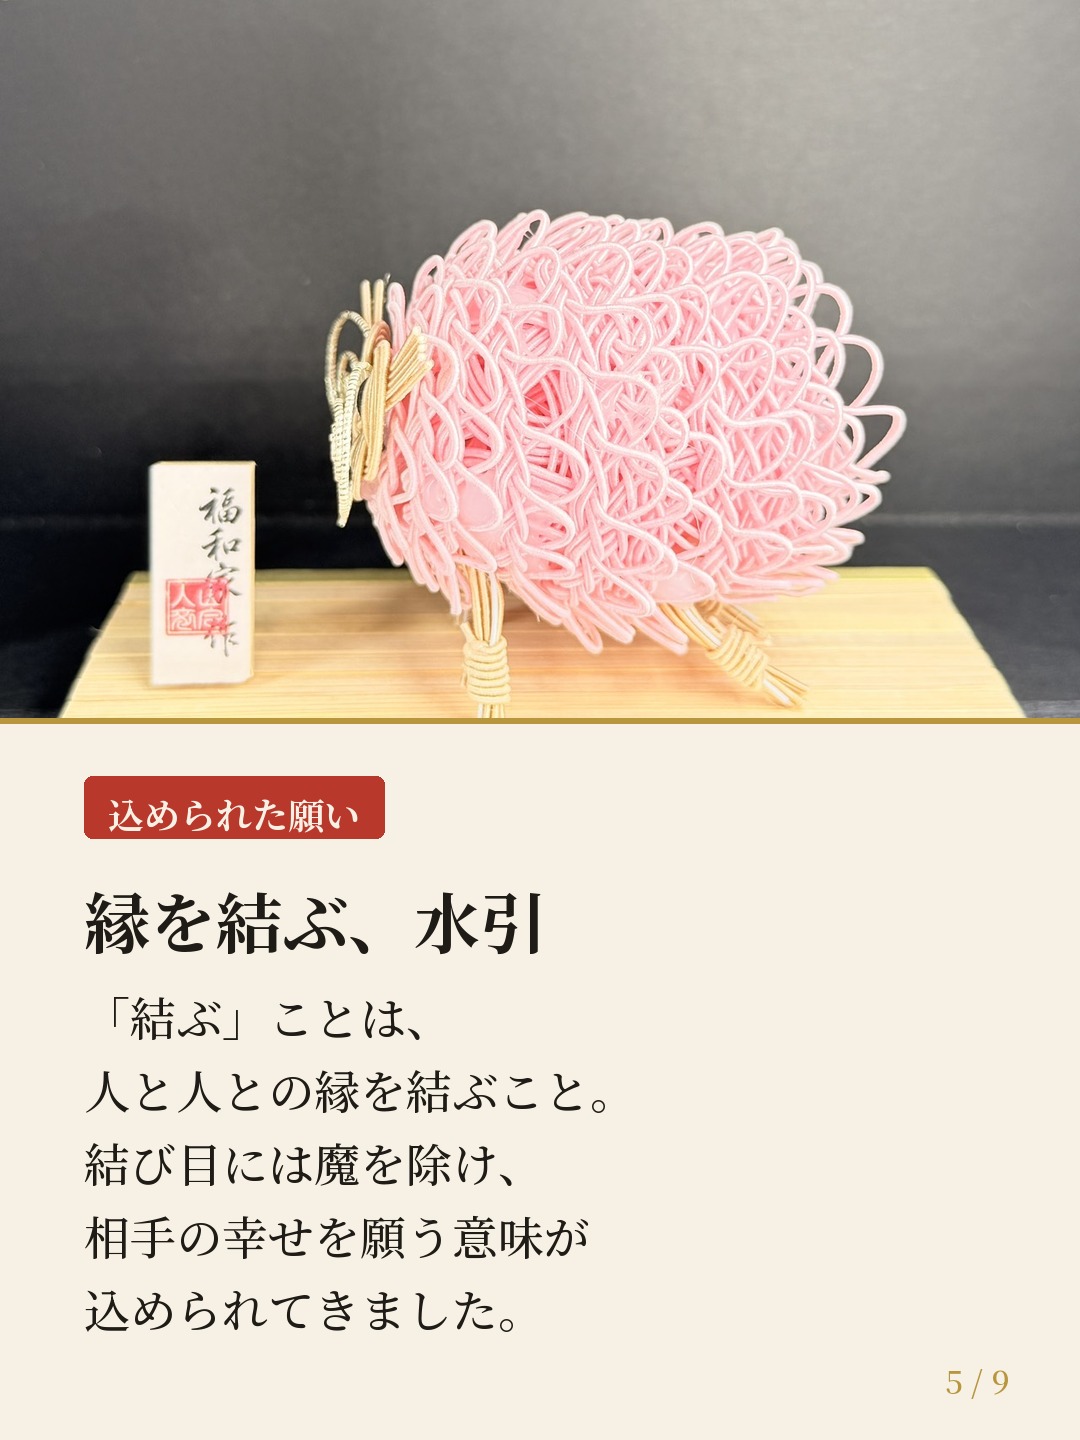 福和家作
込められた願い
縁を結ぶ、水引
「結ぶ」ことは、
人と人との縁を結ぶこと。
結び目には魔を除け、
相手の幸せを願う意味が
込められてきました。
5 / 9